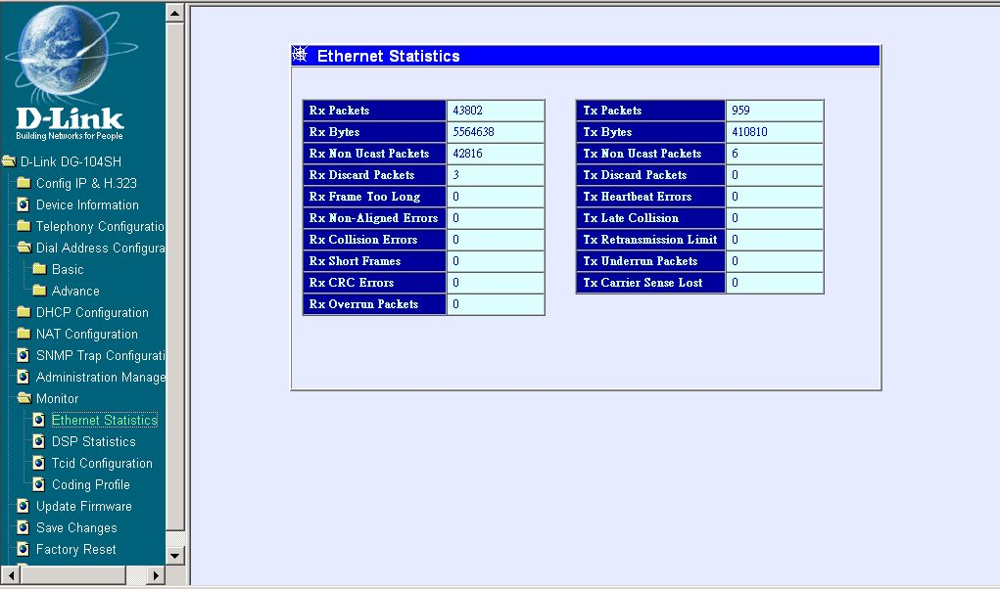 D-Link
Building Networks for People
D-Link DG-104SH
Config IP & H.323
Device Information
Telephony Configuratio
Dial Address Configura
Basic
Advance
DHCP Configuration
NAT Configuration
SNMP Trap Configurati
Administration Manage
Monitor
Ethernet Statistics
DSP Statistics
Tcid Configuration
Coding Profile
Update Firmware
Save Changes
Factory Reset
Ethernet Statistics
Rx Packets 43802
Rx Bytes 5564638
Rx Non Ucast Packets 42816
Rx Discard Packets 3
Rx Frame Too Long 0
Rx Non-Aligned Errors 0
Rx Collision Errors 0
Rx Short Frames 0
Rx CRC Errors 0
Rx Overrun Packets 0
Tx Packets 959
Tx Bytes 410810
Tx Non Ucast Packets 6
Tx Discard Packets 0
Tx Heartbeat Errors 0
Tx Late Collision 0
Tx Retransmission Limit 0
Tx Underrun Packets 0
Tx Carrier Sense Lost 0